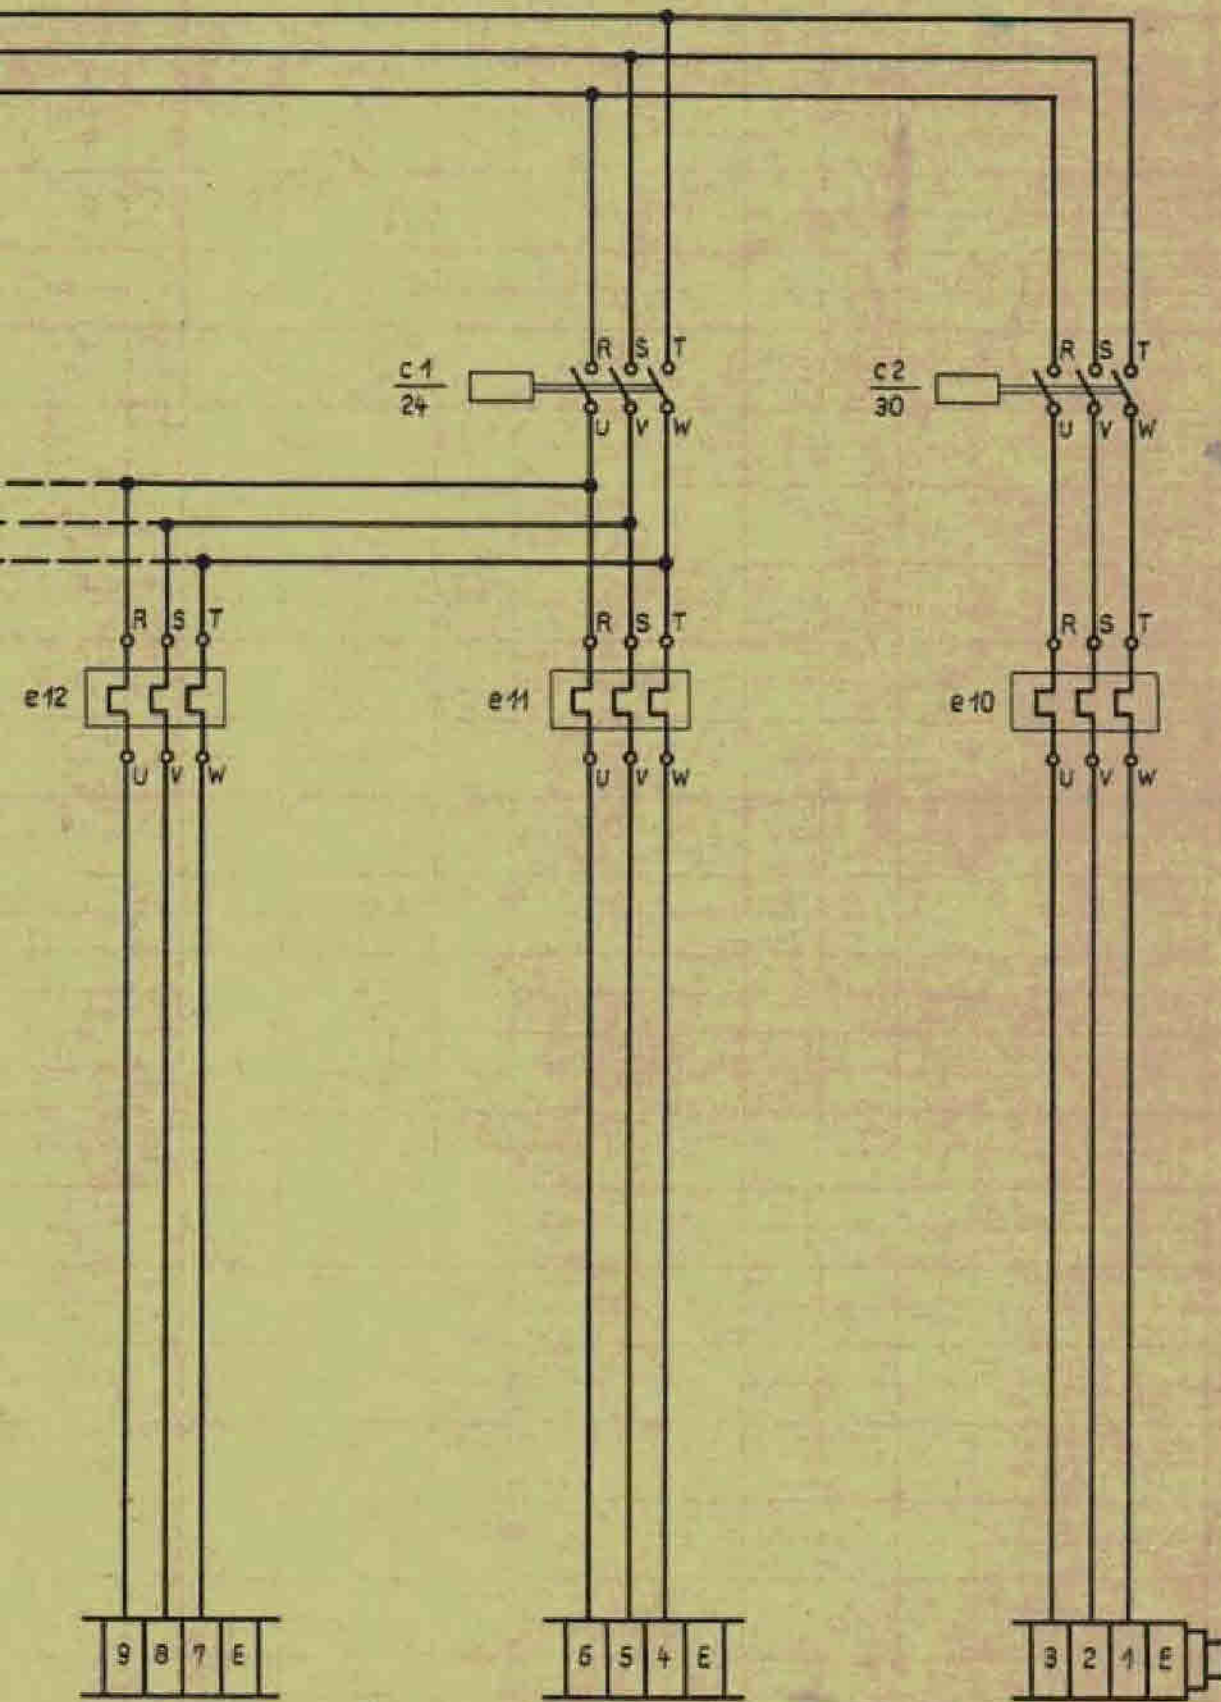 R S T R S T
c1 c2
24 30
U V W U V W
R S T R S T R S T
e12 e11 e10
U V W U V W U V W
9 8 7 E 6 5 4 E 3 2 1 E